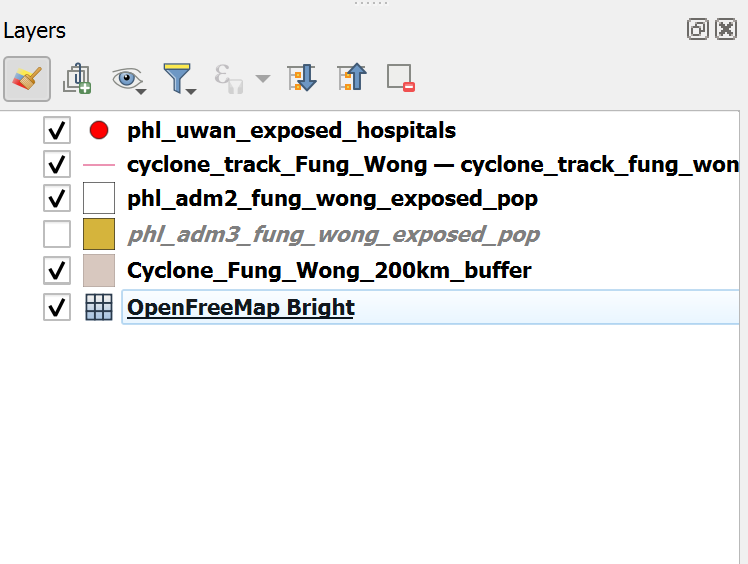 Layers
phl_uwan_exposed_hospitals
cyclone_track_Fung_Wong — cyclone_track_fung_won
phl_adm2_fung_wong_exposed_pop
phl_adm3_fung_wong_exposed_pop
Cyclone_Fung_Wong_200km_buffer
OpenFreeMap Bright